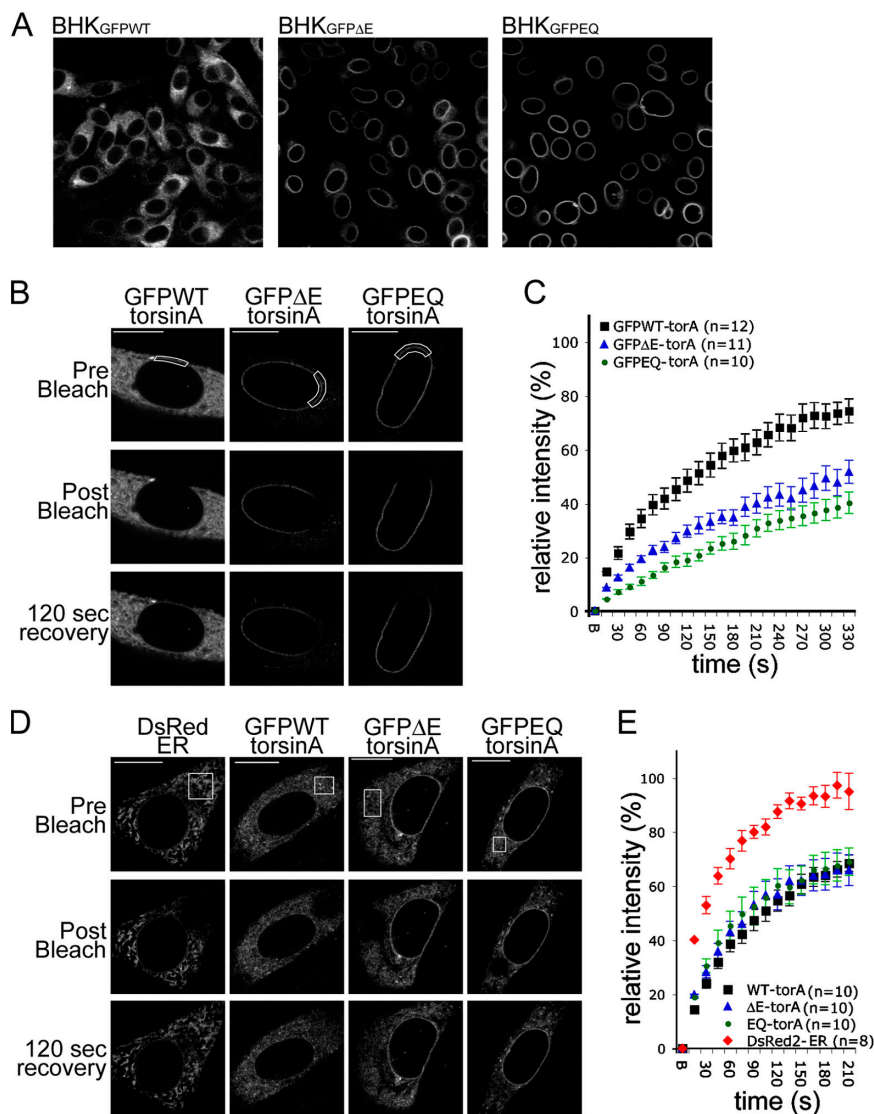 A
BHKGFPWT
BHKGFPΔE
BHKGFPEQ
B
GFPWT
torsinA
GFPΔE
torsinA
GFPEQ
torsinA
Pre
Bleach
Post
Bleach
120 sec
recovery
C
GFPWT-torA (n=12)
GFPΔE-torA (n=11)
GFPEQ-torA (n=10)
relative intensity (%)
100
80
60
40
20
0
B
30
60
90
120
150
180
210
240
270
300
330
time (s)
D
DsRed
ER
GFPWT
torsinA
GFPΔE
torsinA
GFPEQ
torsinA
Pre
Bleach
Post
Bleach
120 sec
recovery
E
relative intensity (%)
100
80
60
40
20
0
WT-torA (n=10)
ΔE-torA (n=10)
EQ-torA (n=10)
DsRed2-ER (n=8)
B
30
60
90
120
150
180
210
time (s)